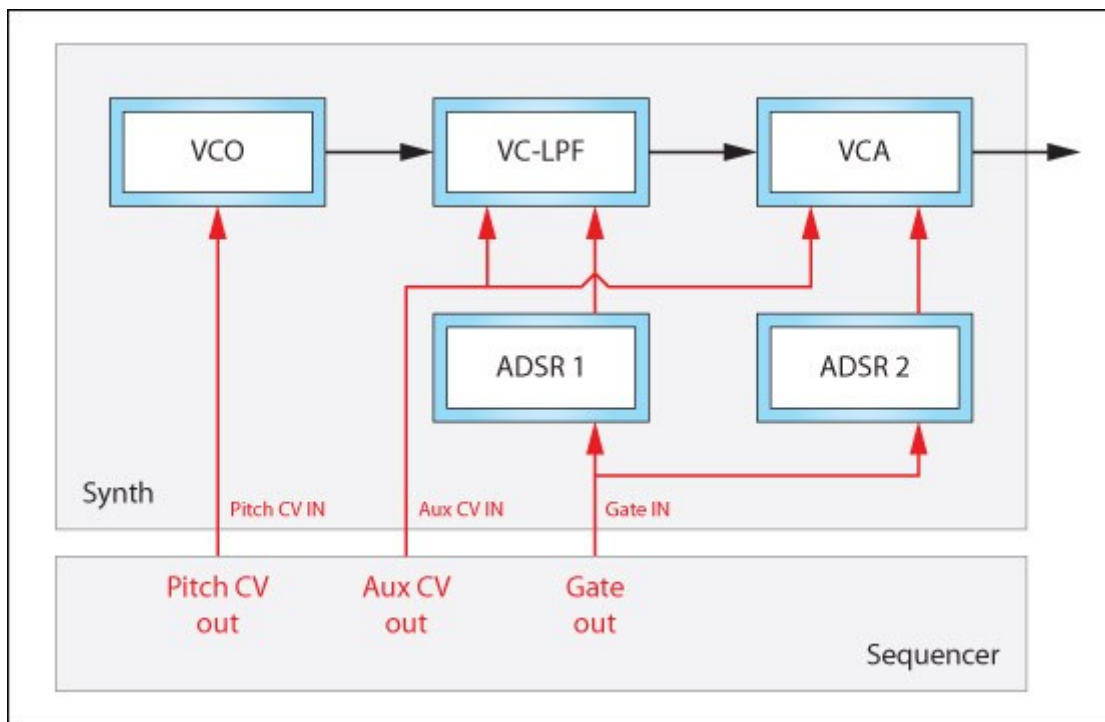 VCO
VC-LPF
VCA
ADSR 1
ADSR 2
Synth
Pitch CV IN
Aux CV IN
Gate IN
Pitch CV
out
Aux CV
out
Gate
out
Sequencer